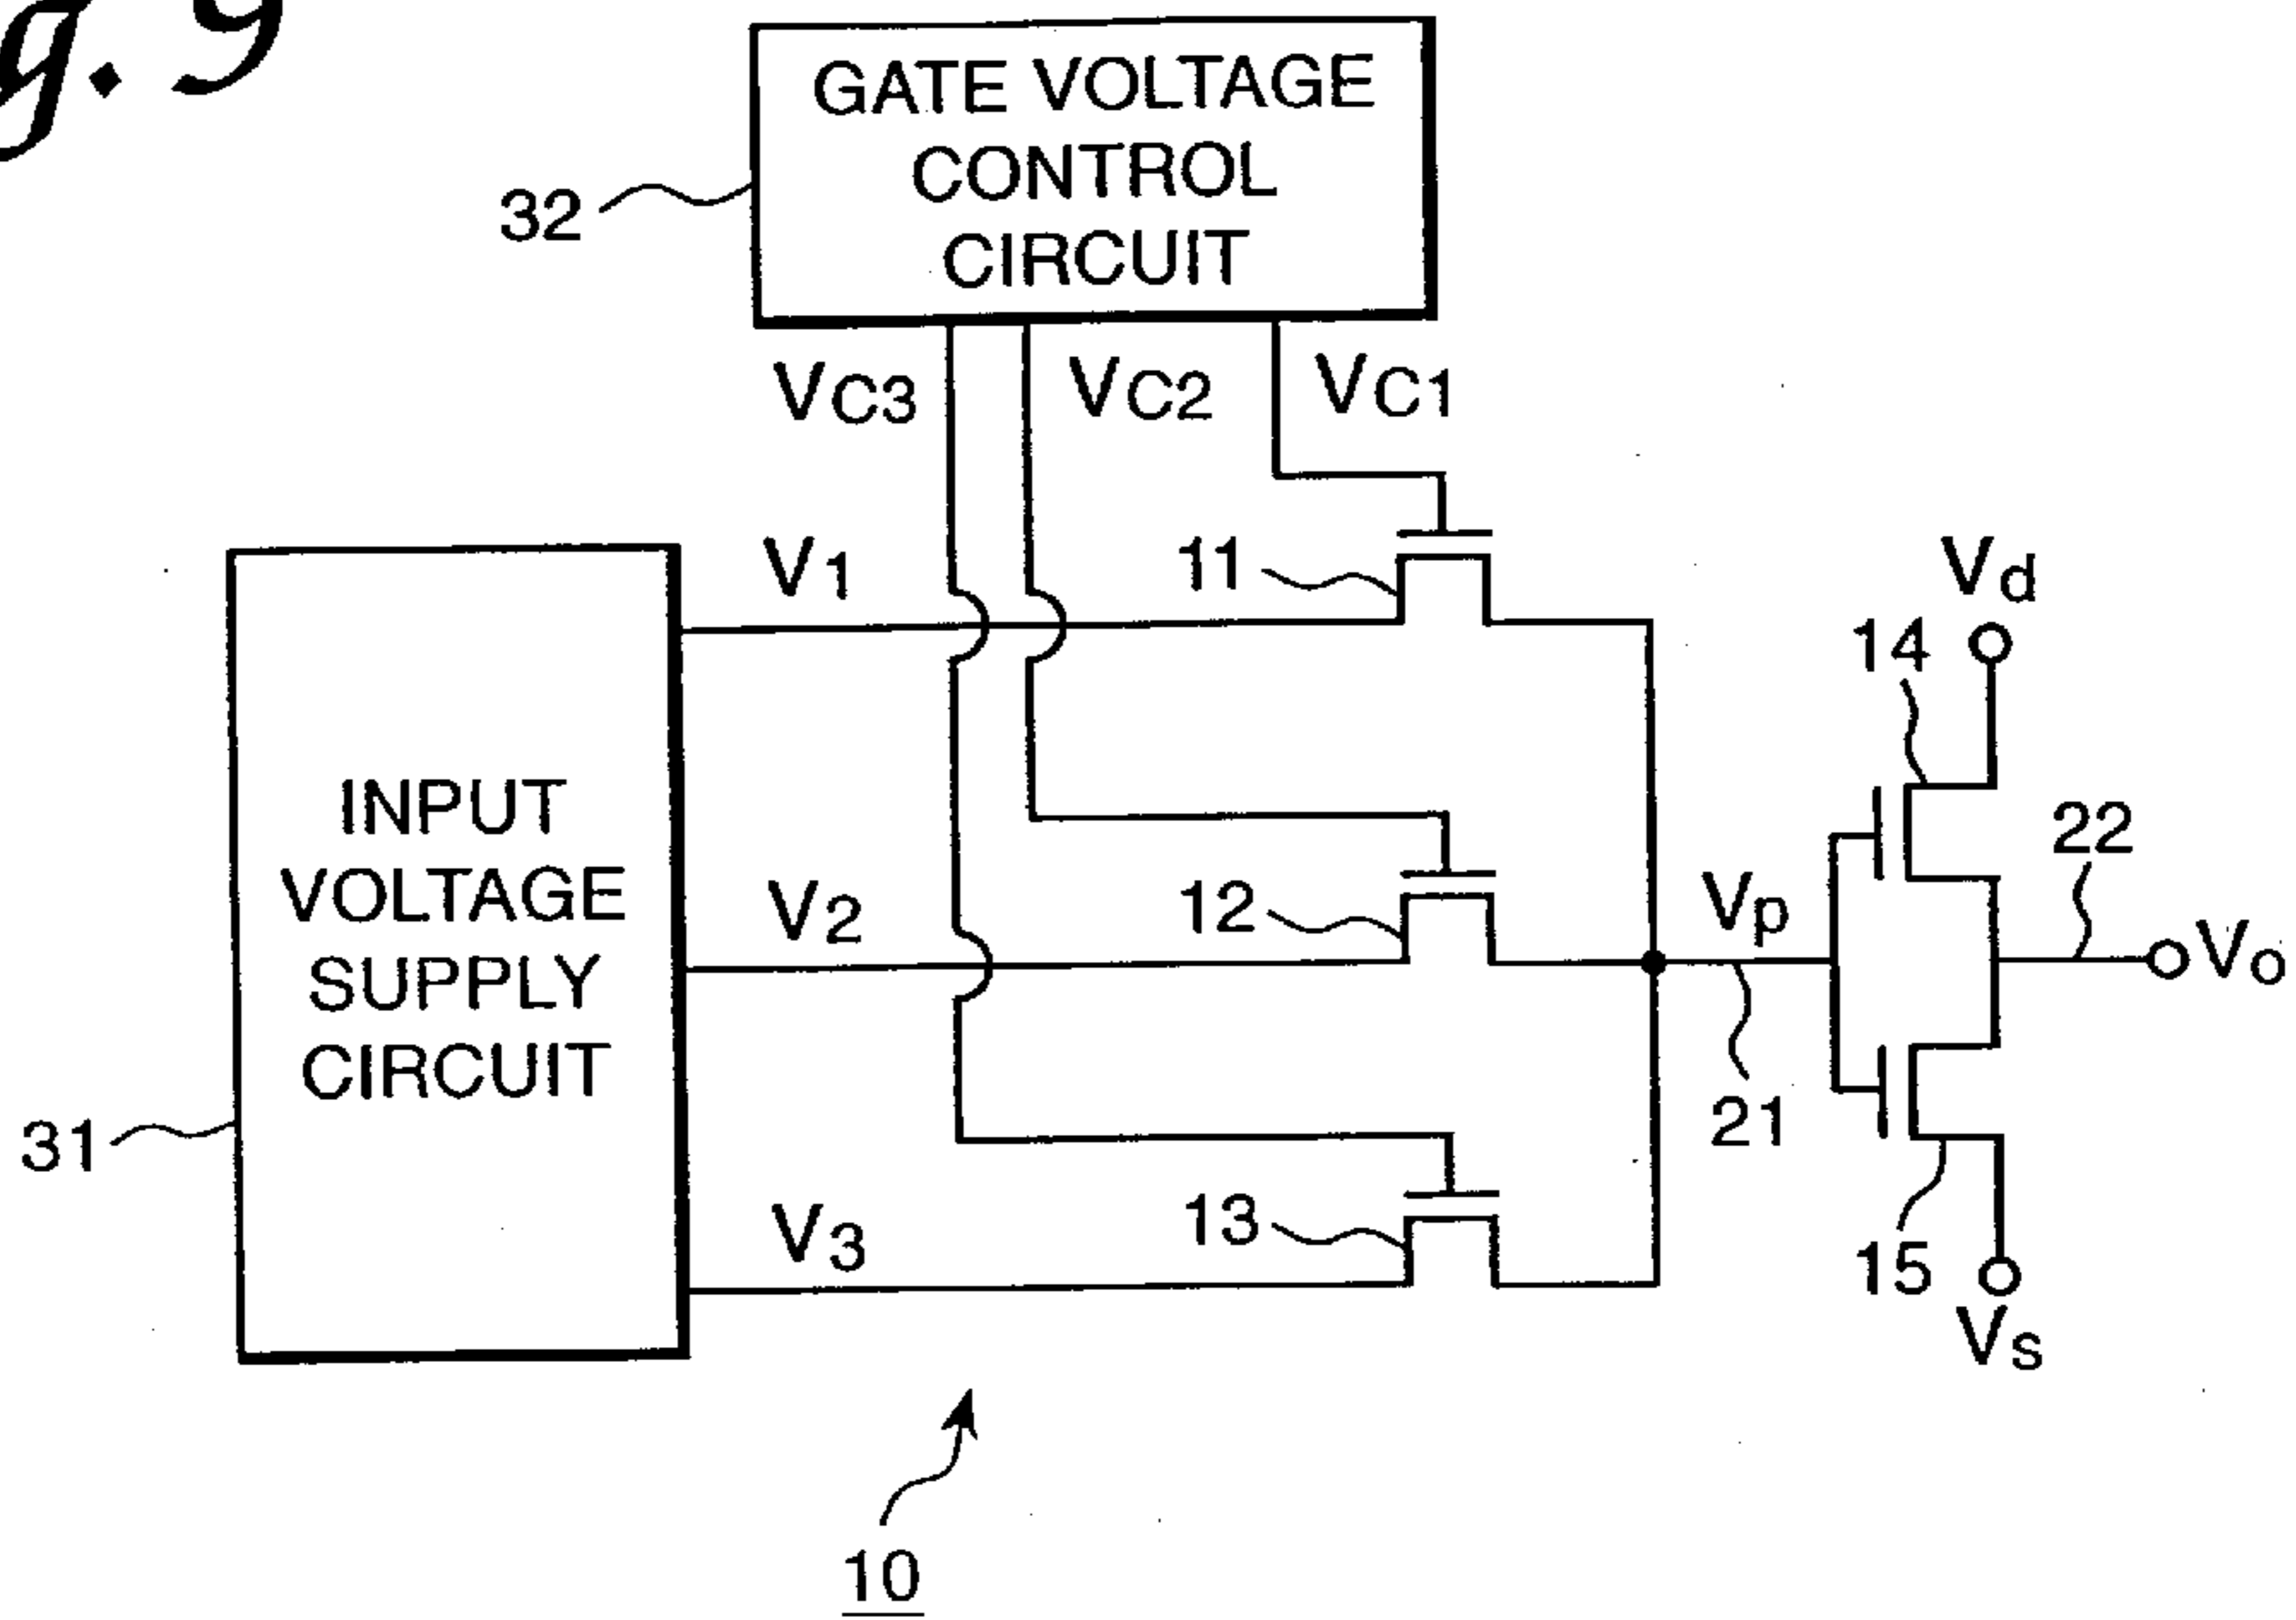 g. 9
GATE VOLTAGE
CONTROL
CIRCUIT
32
VC3
VC2
VC1
V1
11
Vd
14
INPUT
VOLTAGE
SUPPLY
CIRCUIT
22
V2
12
Vp
Vo
31
21
V3
13
15
Vs
10